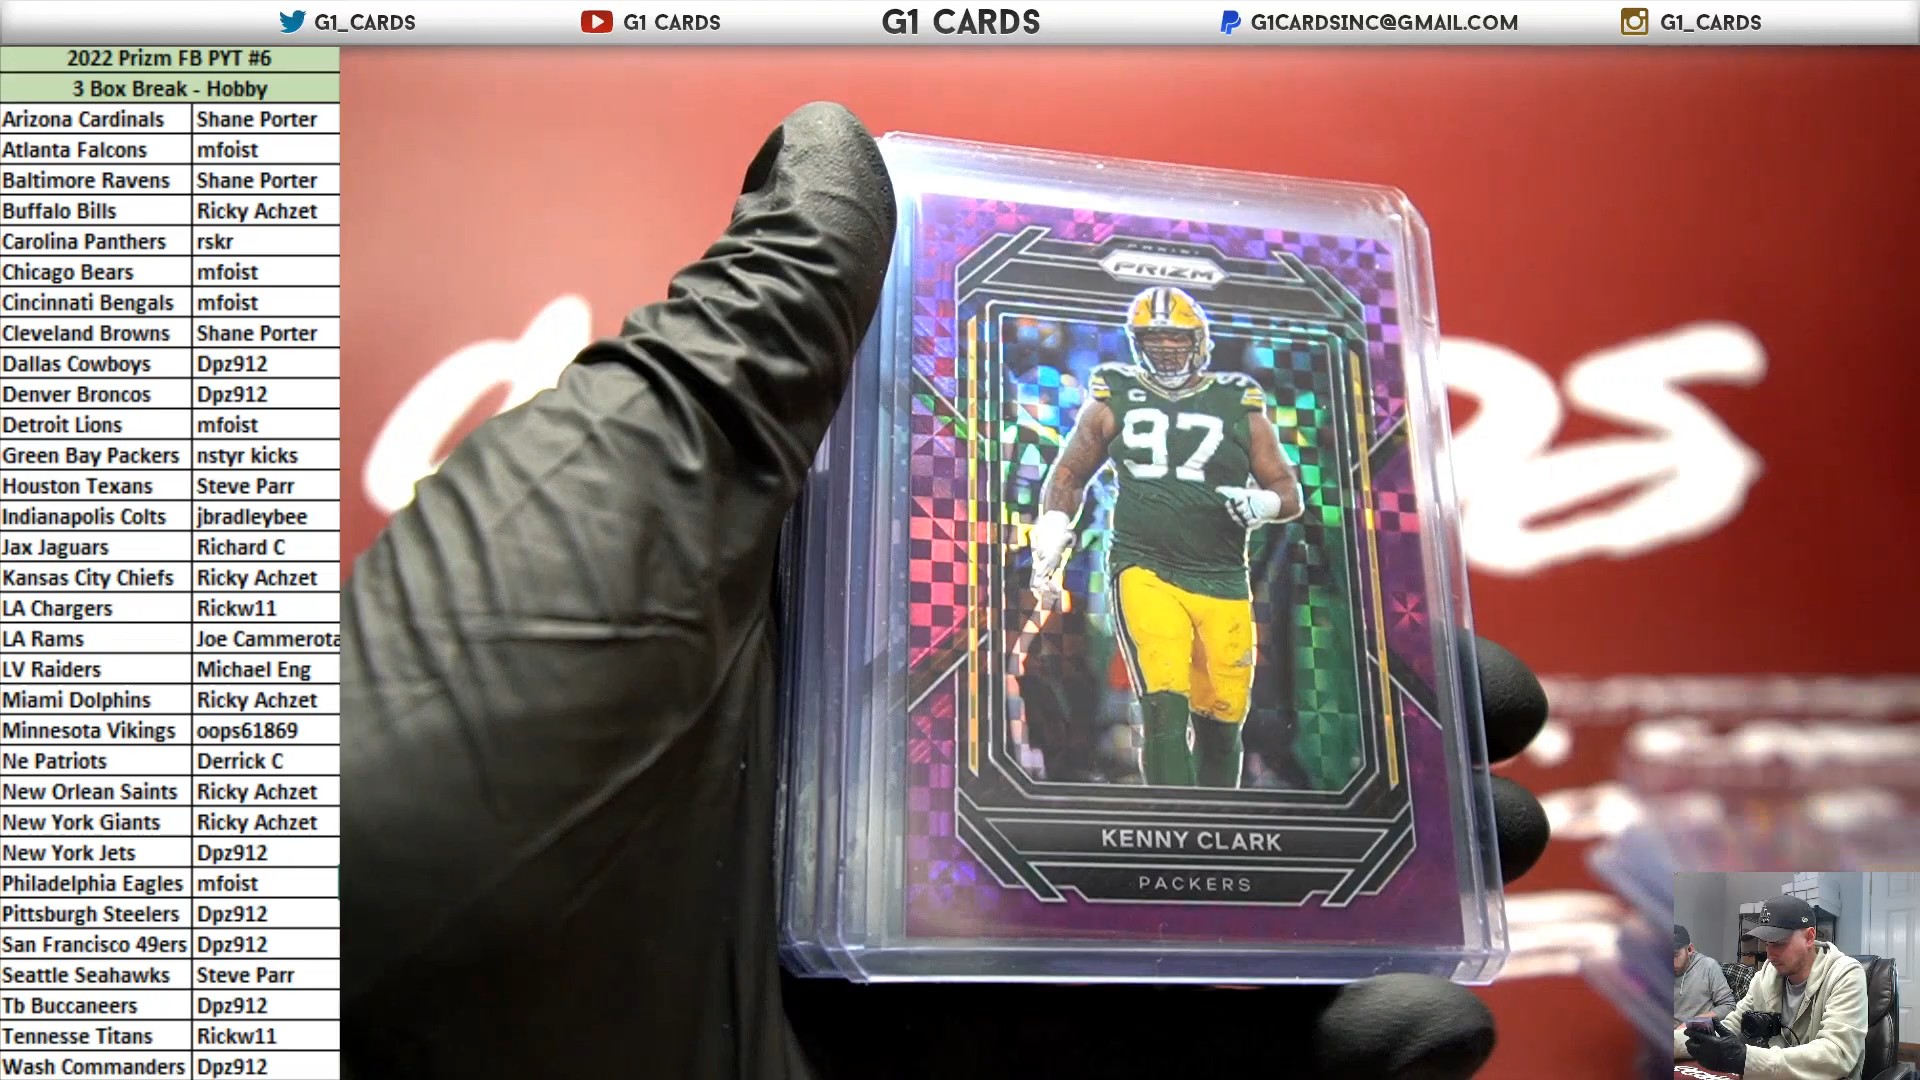 G1_CARDS G1 CARDS G1 CARDS G1CARDSINC@GMAIL.COM G1_CARDS
2022 Prizm FB PYT #6
3 Box Break - Hobby
Arizona Cardinals Shane Porter
Atlanta Falcons mfoist
Baltimore Ravens Shane Porter
Buffalo Bills Ricky Achzet
Carolina Panthers rskr
Chicago Bears mfoist
Cincinnati Bengals mfoist
Cleveland Browns Shane Porter
Dallas Cowboys Dpz912
Denver Broncos Dpz912
Detroit Lions mfoist
Green Bay Packers nstyr kicks
Houston Texans Steve Parr
Indianapolis Colts jbradleybee
Jax Jaguars Richard C
Kansas City Chiefs Ricky Achzet
LA Chargers Rickw11
LA Rams Joe Cammerota
LV Raiders Michael Eng
Miami Dolphins Ricky Achzet
Minnesota Vikings oops61869
Ne Patriots Derrick C
New Orlean Saints Ricky Achzet
New York Giants Ricky Achzet
New York Jets Dpz912
Philadelphia Eagles mfoist
Pittsburgh Steelers Dpz912
San Francisco 49ers Dpz912
Seattle Seahawks Steve Parr
Tb Buccaneers Dpz912
Tennesse Titans Rickw11
Wash Commanders Dpz912
PANINI
PRIZM
C
97
KENNY CLARK
PACKERS